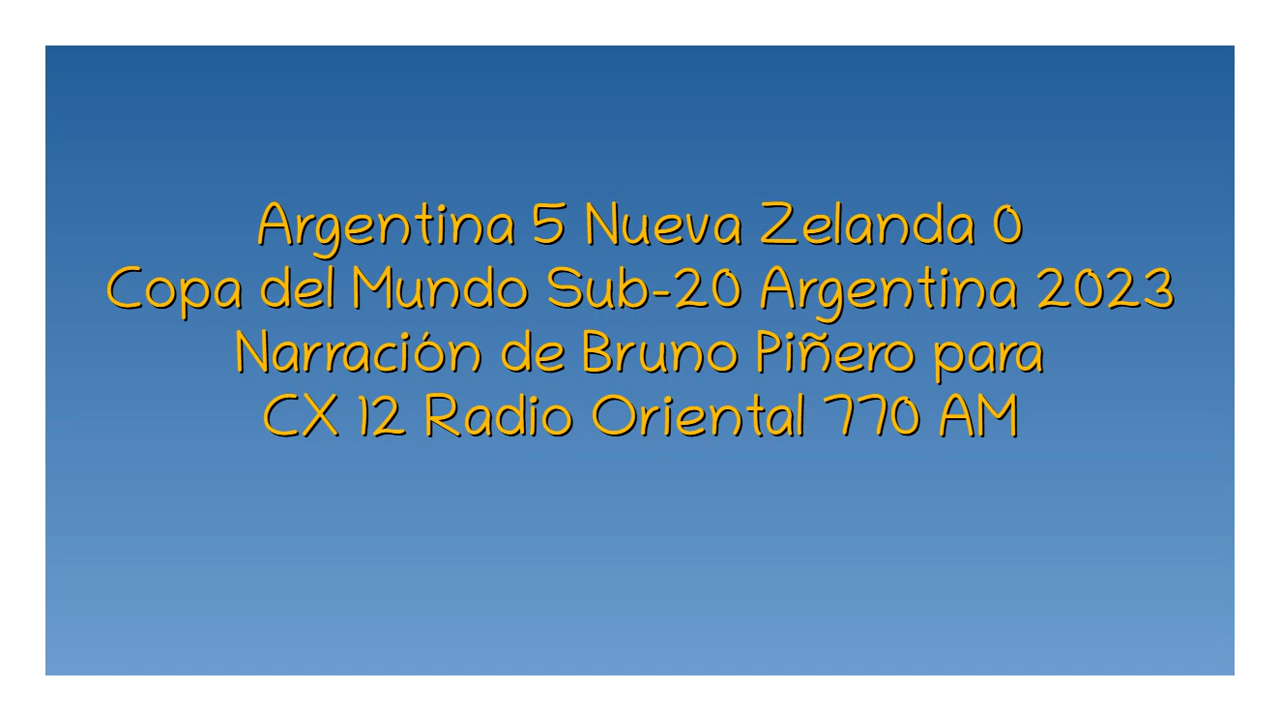 Argentina 5 Nueva Zelanda 0
Copa del Mundo Sub-20 Argentina 2023
Narración de Bruno Piñero para
CX 12 Radio Oriental 770 AM